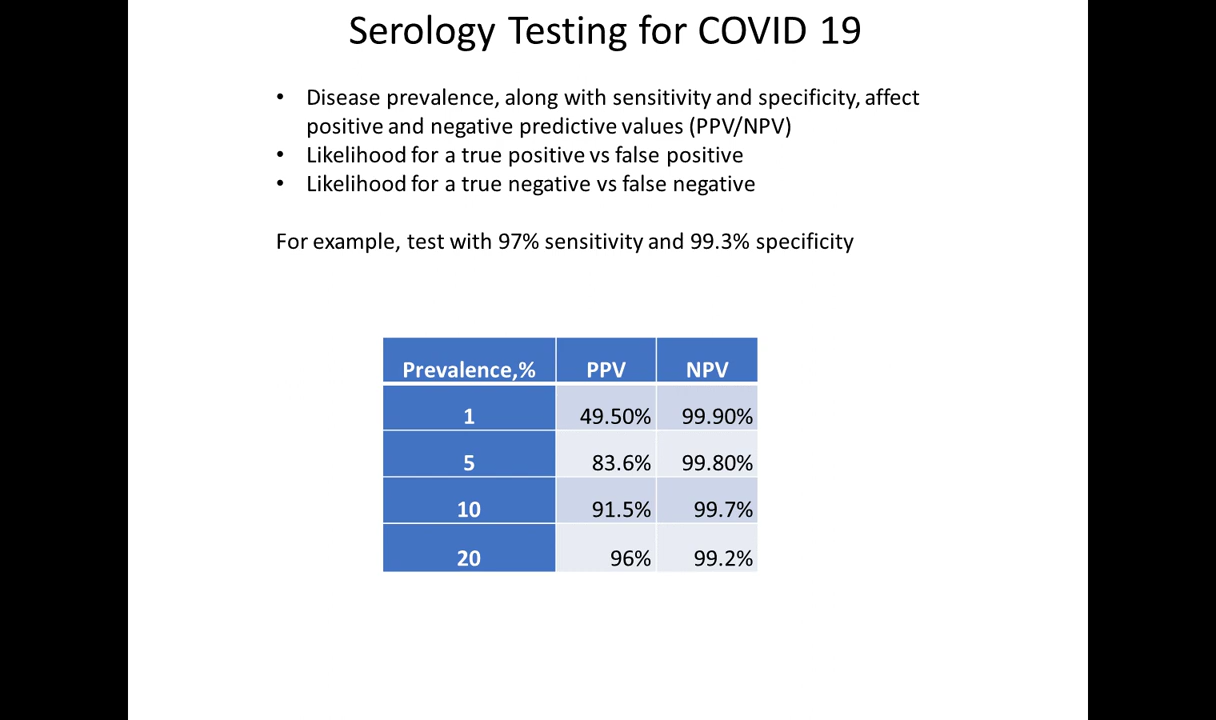 Serology Testing for COVID 19
• Disease prevalence, along with sensitivity and specificity, affect
positive and negative predictive values (PPV/NPV)
• Likelihood for a true positive vs false positive
• Likelihood for a true negative vs false negative
For example, test with 97% sensitivity and 99.3% specificity
Prevalence,% PPV NPV
1 49.50% 99.90%
5 83.6% 99.80%
10 91.5% 99.7%
20 96% 99.2%